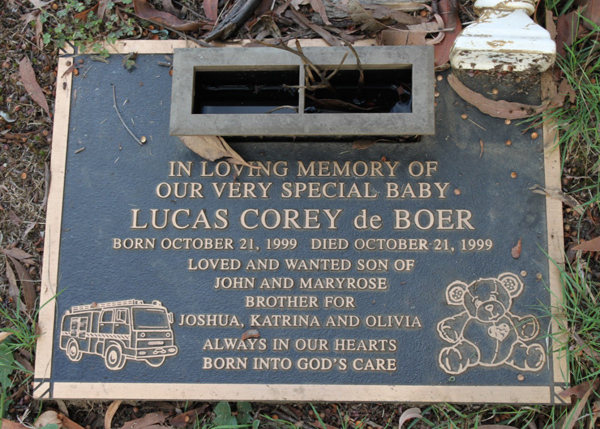 IN LOVING MEMORY OF
OUR VERY SPECIAL BABY
LUCAS COREY de BOER
BORN OCTOBER 21, 1999 DIED OCTOBER 21, 1999
LOVED AND WANTED SON OF
JOHN AND MARYROSE
BROTHER FOR
JOSHUA, KATRINA AND OLIVIA
ALWAYS IN OUR HEARTS
BORN INTO GOD'S CARE